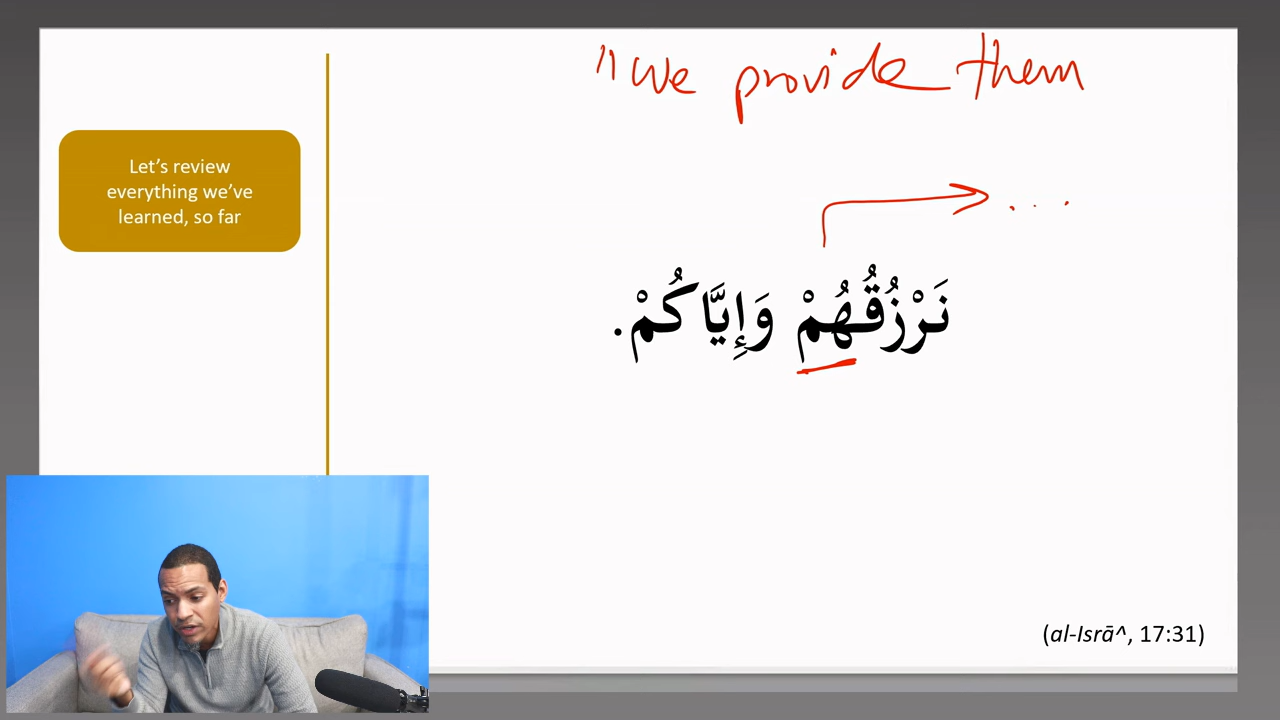 "we provide them
Let's review
everything we've
learned, so far
...
نَرْزُقُهُمْ وَإِيَّاكُمْ.
(al-Isrā^, 17:31)